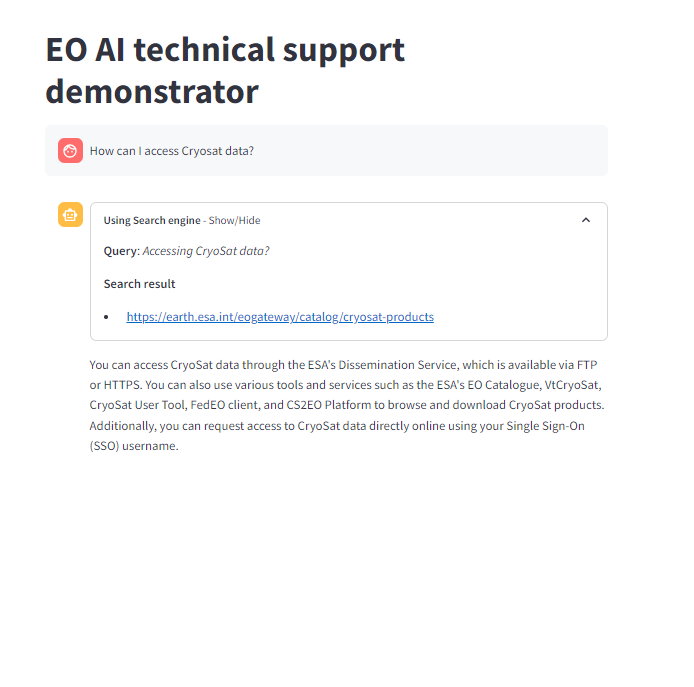 EO AI technical support
demonstrator
How can I access Cryosat data?
Using Search engine - Show/Hide
Query: Accessing CryoSat data?
Search result
• https://earth.esa.int/eogateway/catalog/cryosat-products
You can access CryoSat data through the ESA's Dissemination Service, which is available via FTP
or HTTPS. You can also use various tools and services such as the ESA's EO Catalogue, VtCryoSat,
CryoSat User Tool, FedEO client, and CS2EO Platform to browse and download CryoSat products.
Additionally, you can request access to CryoSat data directly online using your Single Sign-On
(SSO) username.